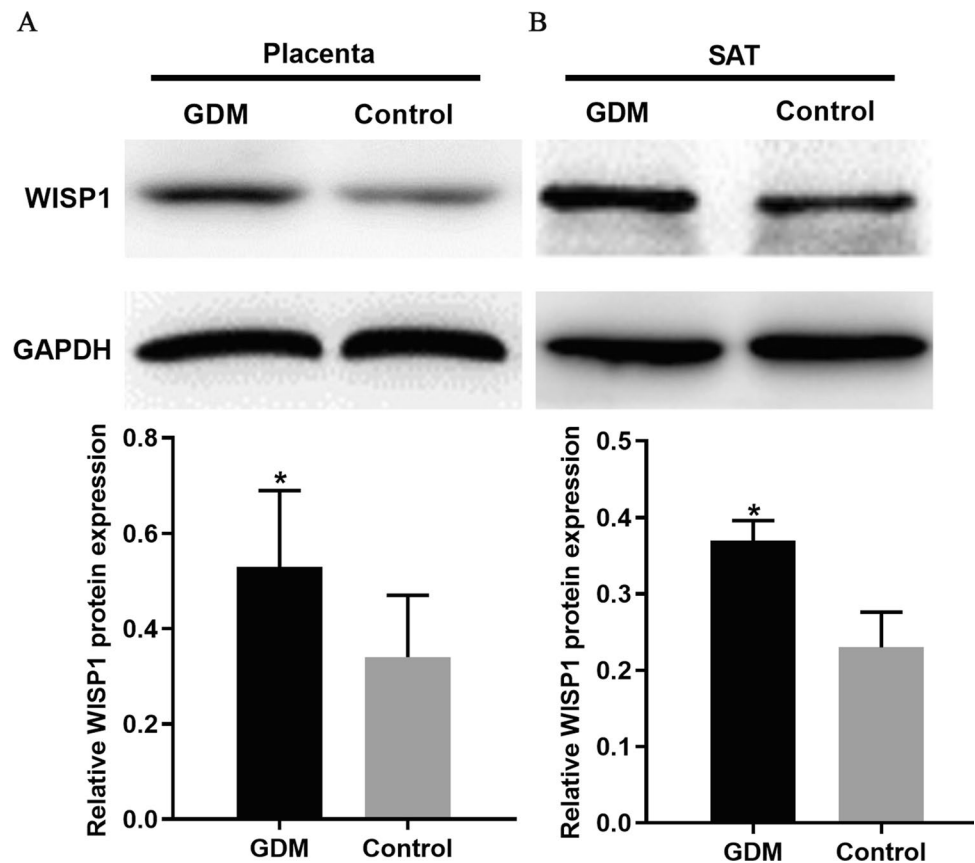 A
B
Placenta
SAT
GDM Control
GDM Control
WISP1
GAPDH
Relative WISP1 protein expression
0.8
0.6
0.4
0.2
0.0
*
GDM Control
Relative WISP1 protein expression
0.5
0.4
0.3
0.2
0.1
0.0
*
GDM Control